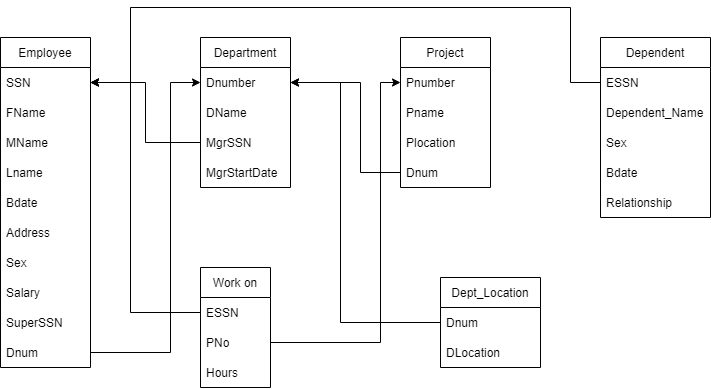 Employee
SSN
FName
MName
Lname
Bdate
Address
Sex
Salary
SuperSSN
Dnum
Department
Dnumber
DName
MgrSSN
MgrStartDate
Project
Pnumber
Pname
Plocation
Dnum
Dependent
ESSN
Dependent_Name
Sex
Bdate
Relationship
Work on
ESSN
PNo
Hours
Dept_Location
Dnum
DLocation